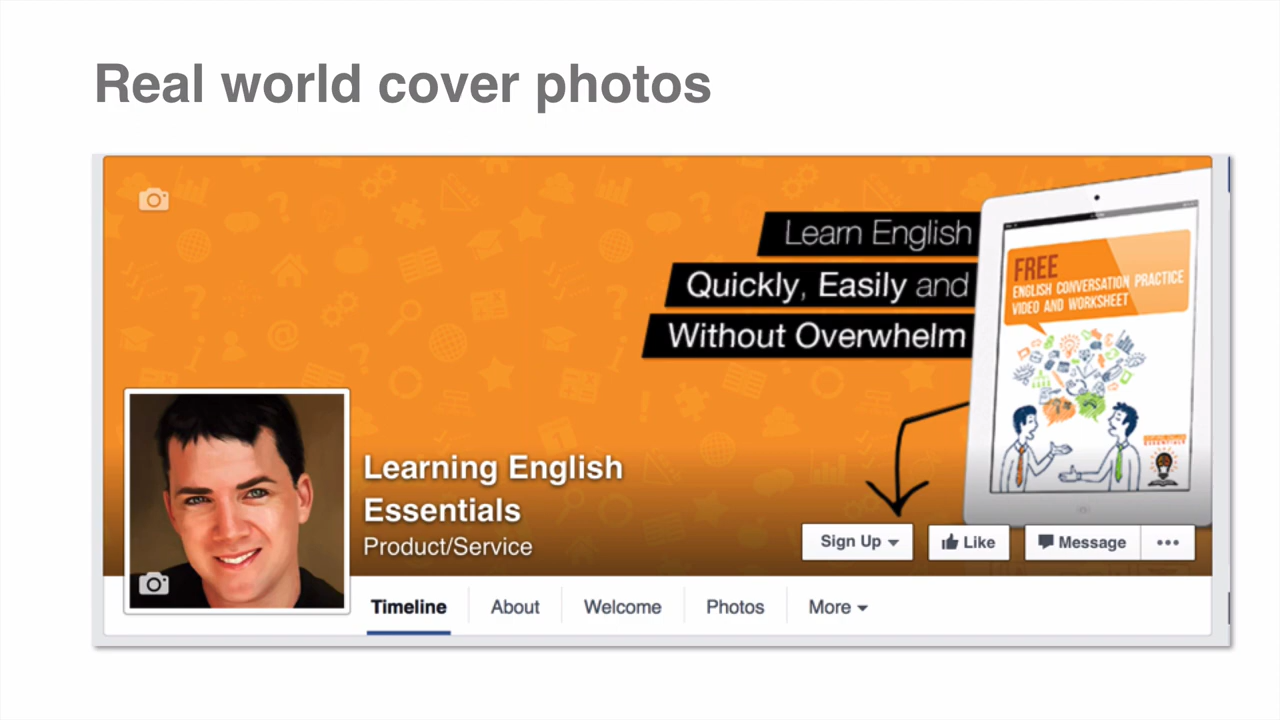 Real world cover photos
Learn English
Quickly, Easily and
Without Overwhelm
FREE
ENGLISH CONVERSATION PRACTICE
VIDEO AND WORKSHEET
Learning English
Essentials
Product/Service
Sign Up
Like
Message
Timeline
About
Welcome
Photos
More